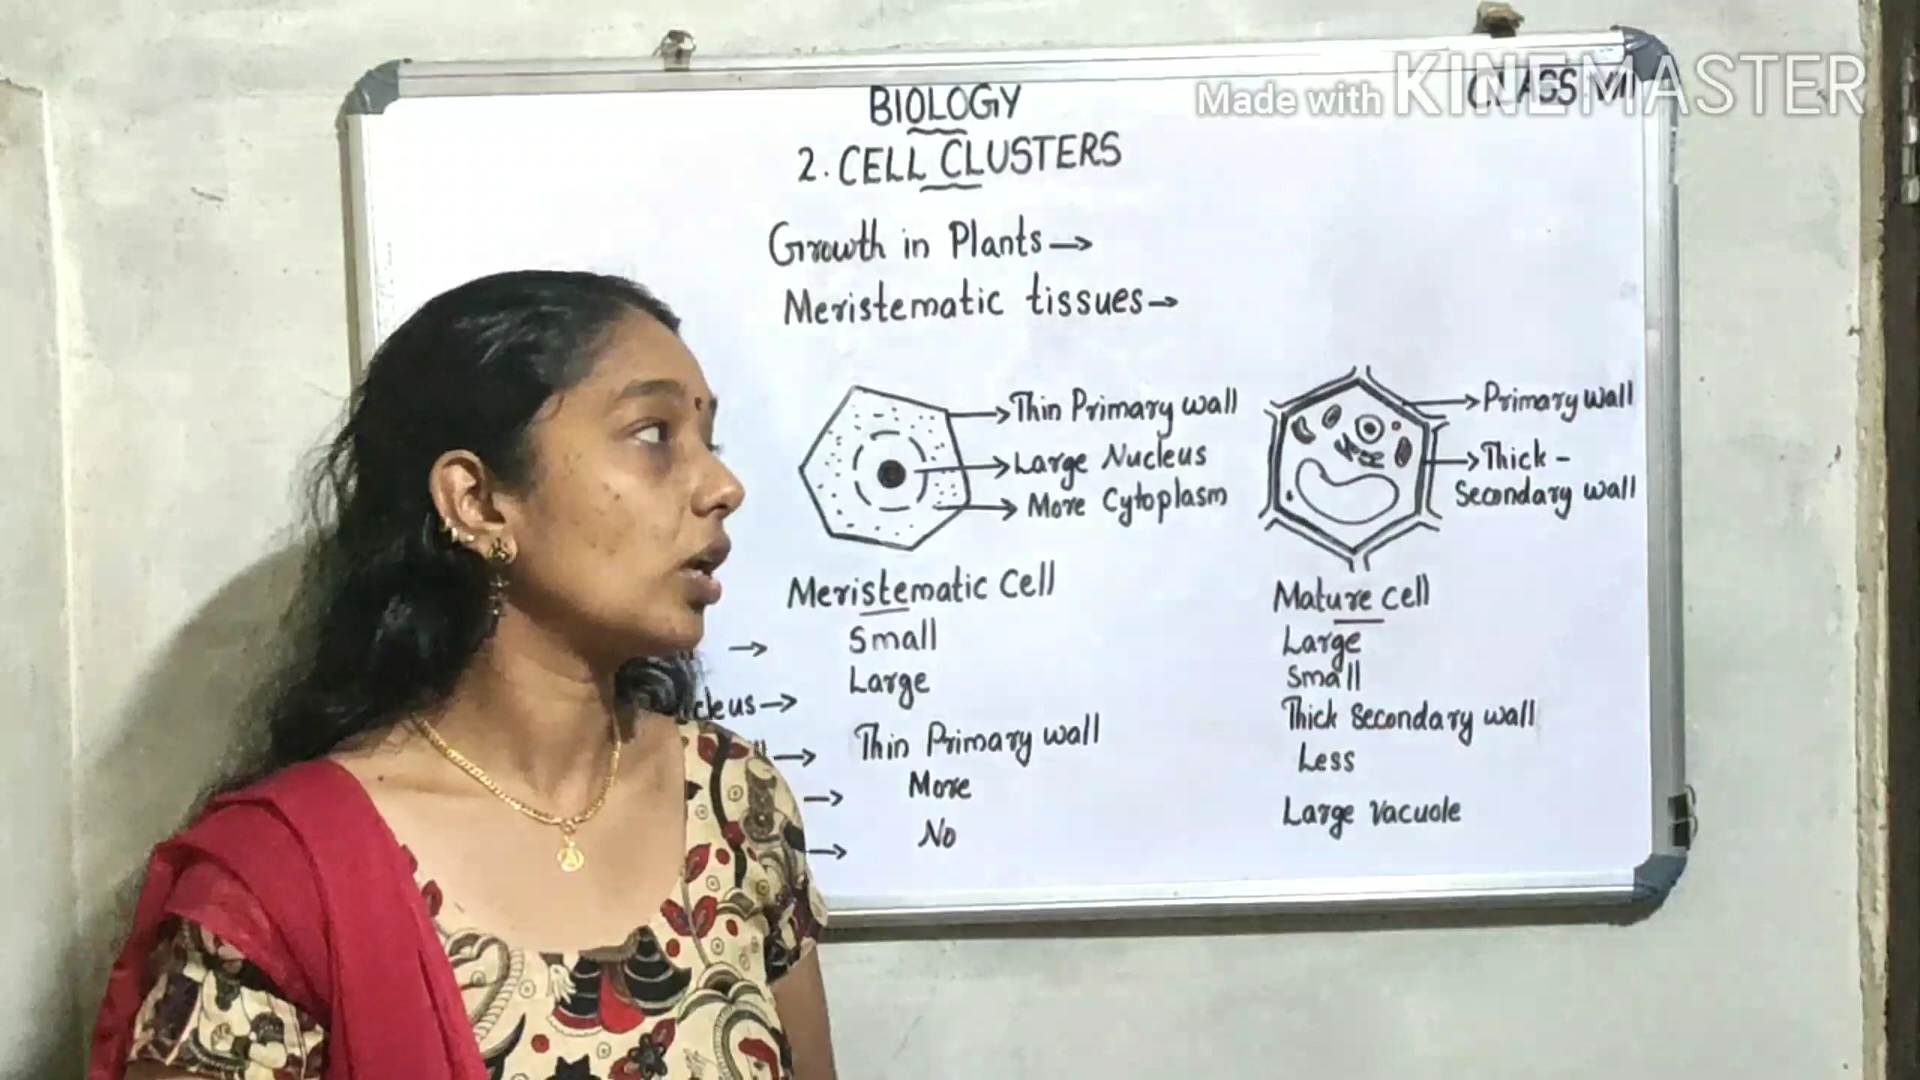 Made with KINEMASTER
BIOLOGY
2. CELL CLUSTERS
Growth in Plants→
Meristematic tissues→
→Thin Primary wall
→Large Nucleus
→More Cytoplasm
→Primary wall
→Thick -
Secondary wall
Meristematic Cell
Mature cell
→ Small
Large
Large
Small
→ Thin Primary wall
Thick Secondary wall
→ More
Less
→ No
Large Vacuole